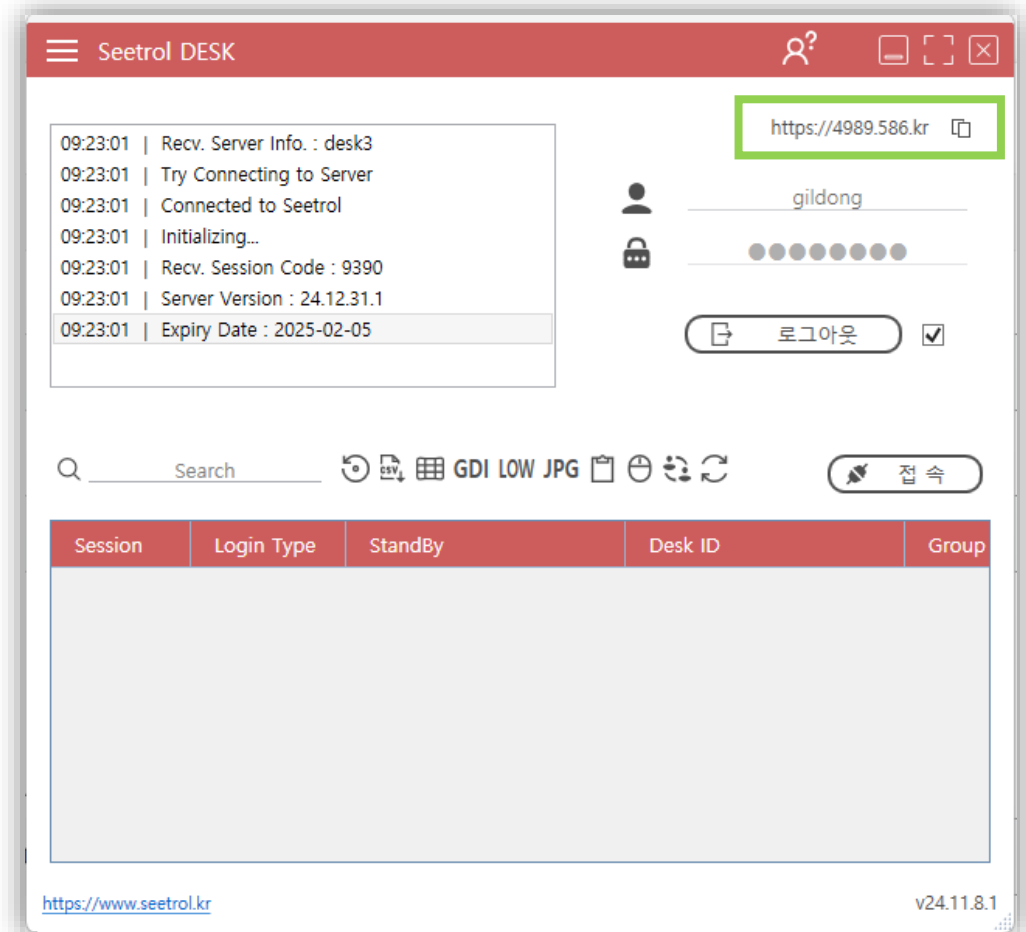 Seetrol DESK
https://4989.586.kr
09:23:01 | Recv. Server Info. : desk3
09:23:01 | Try Connecting to Server
09:23:01 | Connected to Seetrol
09:23:01 | Initializing...
09:23:01 | Recv. Session Code : 9390
09:23:01 | Server Version : 24.12.31.1
09:23:01 | Expiry Date : 2025-02-05
gildong
로그아웃
Search
CSV
GDI LOW JPG
접속
Session Login Type StandBy Desk ID Group
https://www.seetrol.kr
v24.11.8.1